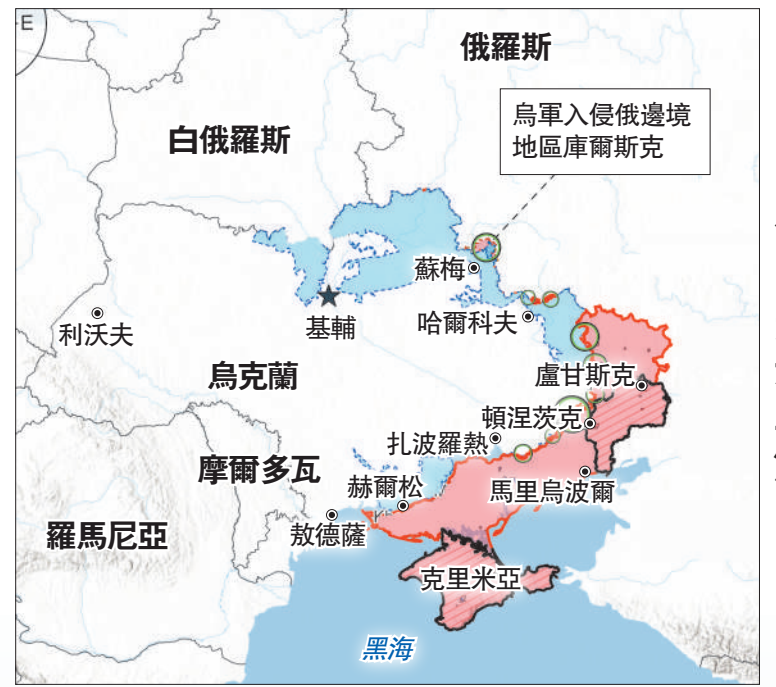 E
俄羅斯
烏軍入侵俄邊境
地區庫爾斯克
白俄羅斯
蘇梅
基輔
哈爾科夫
利沃夫
烏克蘭
盧甘斯克
頓涅茨克
扎波羅熱
摩爾多瓦
赫爾松
馬里烏波爾
羅馬尼亞
敖德薩
克里米亞
黑海